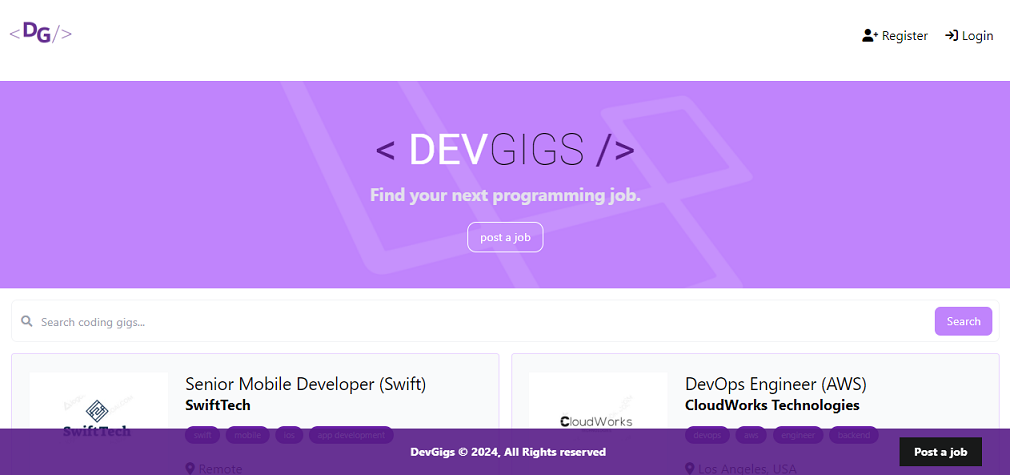 <DG/>
Register
Login
< DEVGIGS />
Find your next programming job.
post a job
Search coding gigs...
Search
SwiftTech
Senior Mobile Developer (Swift)
SwiftTech
swift
mobile
ios
app development
Remote
CloudWorks
DevOps Engineer (AWS)
CloudWorks Technologies
devops
aws
engineer
backend
Los Angeles, USA
DevGigs © 2024, All Rights reserved
Post a job